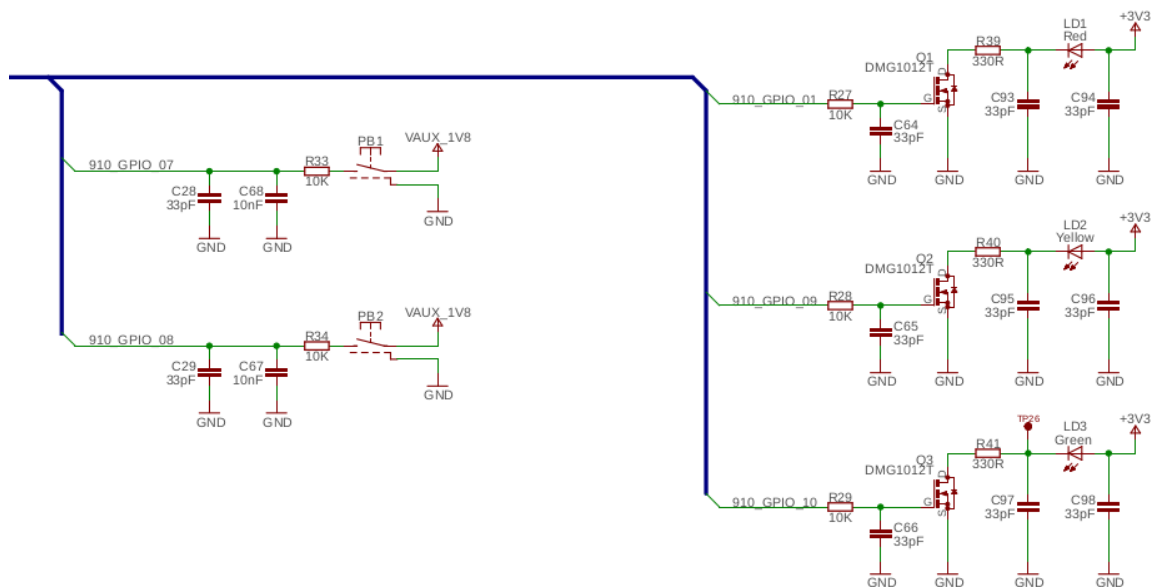 910_GPIO_07
C28
33pF
GND
C68
10nF
GND
R33
10K
PB1
VAUX_1V8
GND
910_GPIO_08
C29
33pF
GND
C67
10nF
GND
R34
10K
PB2
VAUX_1V8
GND
910_GPIO_01
R27
10K
C64
33pF
GND
Q1
DMG1012T
G
D
S
GND
R39
330R
C93
33pF
GND
LD1
Red
C94
33pF
GND
+3V3
910_GPIO_09
R28
10K
C65
33pF
GND
Q2
DMG1012T
G
D
S
GND
R40
330R
C95
33pF
GND
LD2
Yellow
C96
33pF
GND
+3V3
910_GPIO_10
R29
10K
C66
33pF
GND
Q3
DMG1012T
G
D
S
GND
R41
330R
TP26
C97
33pF
GND
LD3
Green
C98
33pF
GND
+3V3